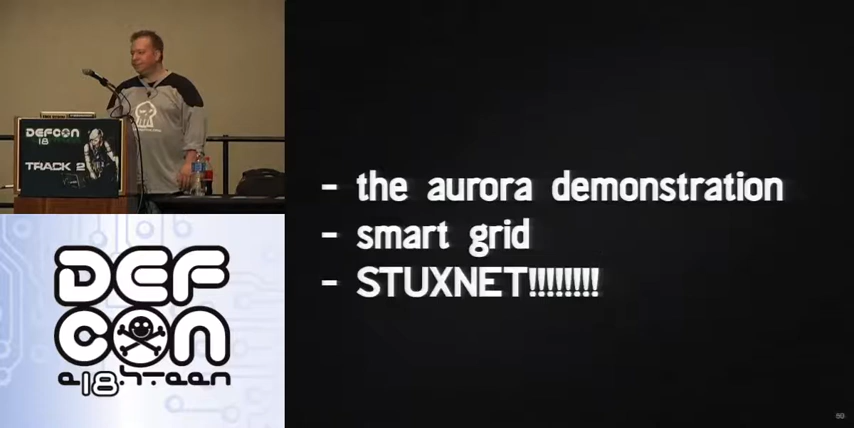 DEFCON
18
TRACK 2
- the aurora demonstration
- smart grid
- STUXNET!!!!!!!!
DEF
CON
e18hteen